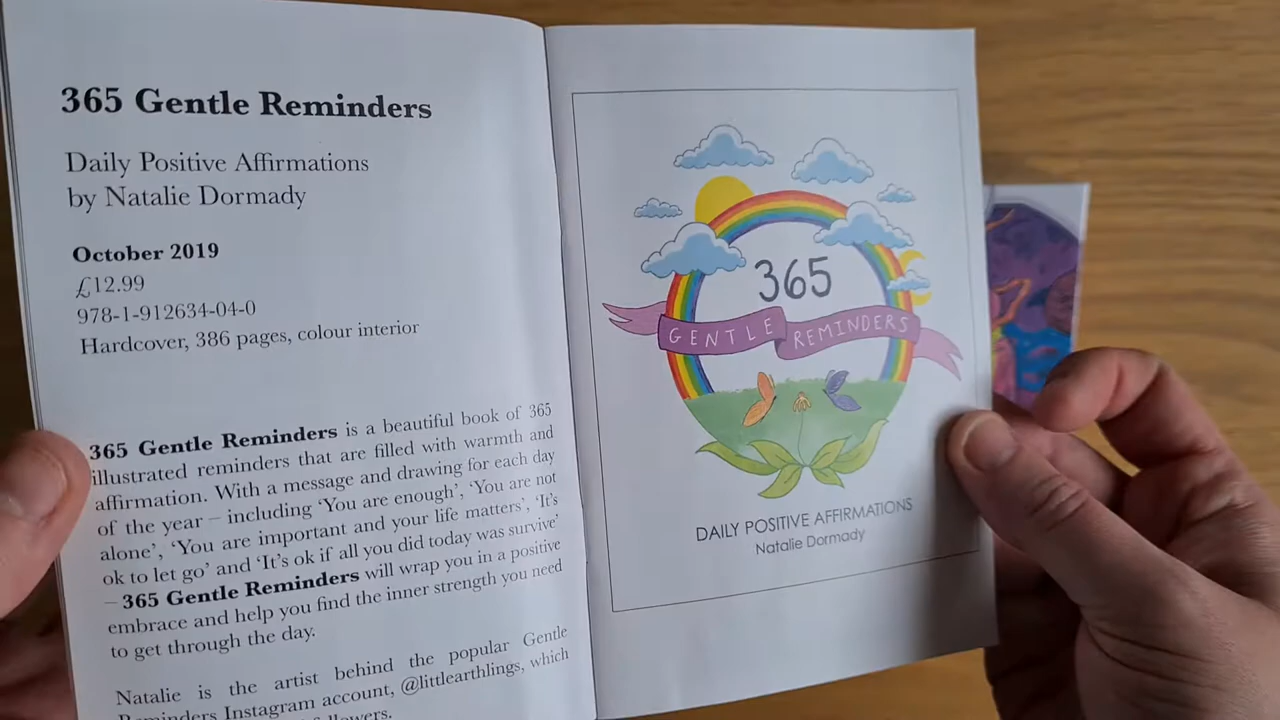 365 Gentle Reminders
Daily Positive Affirmations
by Natalie Dormady
October 2019
£12.99
978-1-912634-04-0
Hardcover, 386 pages, colour interior
365 Gentle Reminders is a beautiful book of 365
illustrated reminders that are filled with warmth and
affirmation. With a message and drawing for each day
of the year – including ‘You are enough’, ‘You are not
alone’, ‘You are important and your life matters’, ‘It’s
ok to let go’ and ‘It’s ok if all you did today was survive’
– 365 Gentle Reminders will wrap you in a positive
embrace and help you find the inner strength you need
to get through the day.
Natalie is the artist behind the popular Gentle
Reminders Instagram account, @littlearthlings, which
365
GENTLE REMINDERS
DAILY POSITIVE AFFIRMATIONS
Natalie Dormady